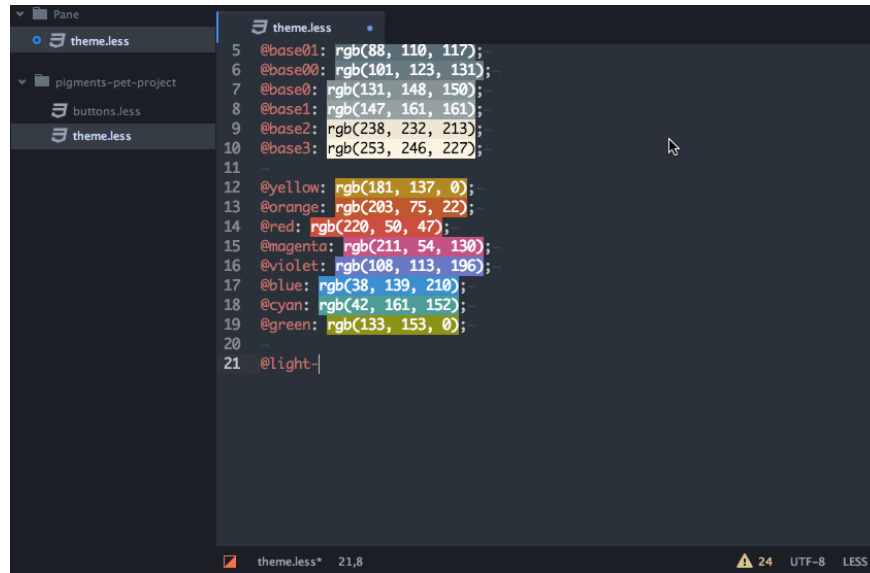 Pane
theme.less
pigments-pet-project
buttons.less
theme.less
theme.less
5 @base01: rgb(88, 110, 117);
6 @base00: rgb(101, 123, 131);
7 @base0: rgb(131, 148, 150);
8 @base1: rgb(147, 161, 161);
9 @base2: rgb(238, 232, 213);
10 @base3: rgb(253, 246, 227);
11
12 @yellow: rgb(181, 137, 0);
13 @orange: rgb(203, 75, 22);
14 @red: rgb(220, 50, 47);
15 @magenta: rgb(211, 54, 130);
16 @violet: rgb(108, 113, 196);
17 @blue: rgb(38, 139, 210);
18 @cyan: rgb(42, 161, 152);
19 @green: rgb(133, 153, 0);
20
21 @light-
theme.less* 21,8 24 UTF-8 LESS